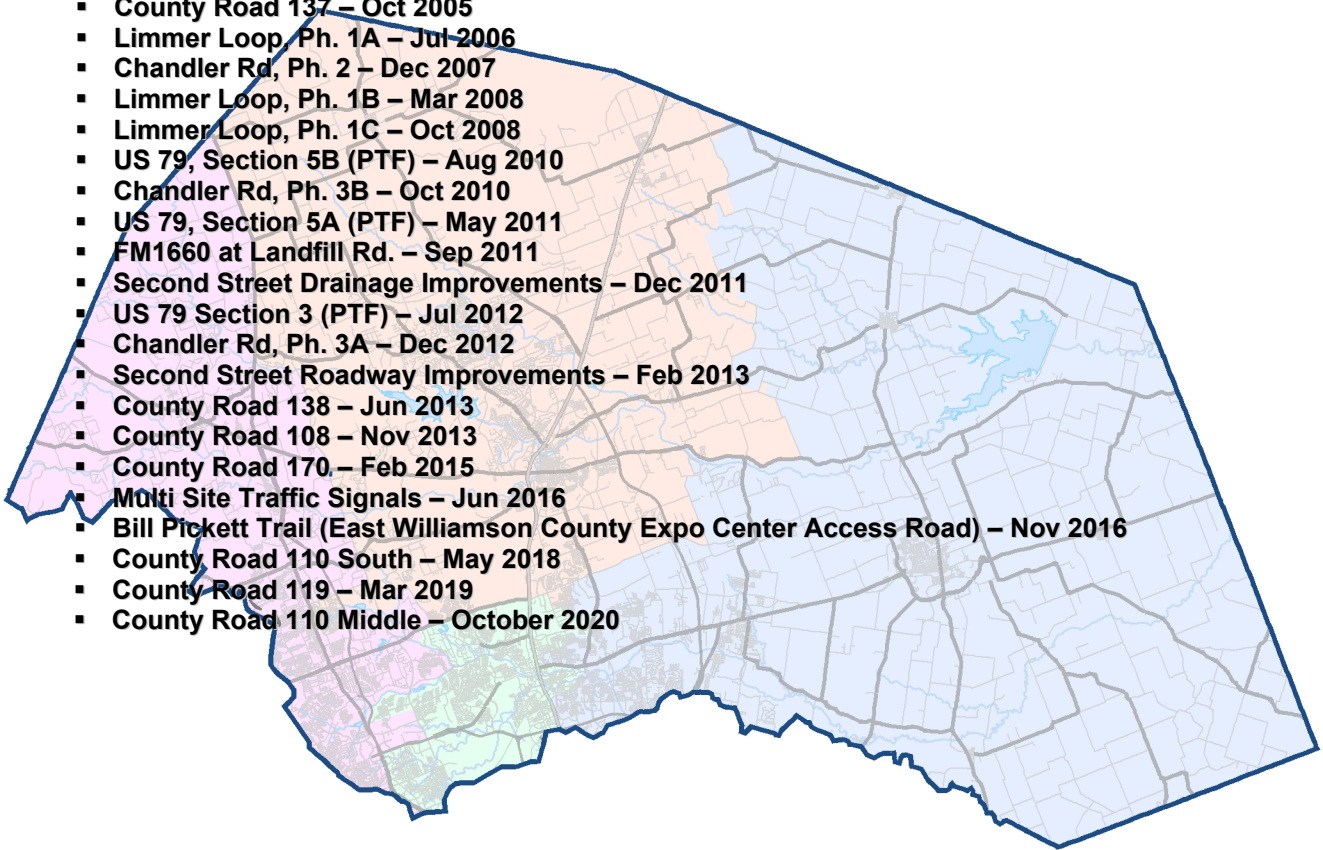 ▪ County Road 137 – Oct 2005
▪ Limmer Loop, Ph. 1A – Jul 2006
▪ Chandler Rd, Ph. 2 – Dec 2007
▪ Limmer Loop, Ph. 1B – Mar 2008
▪ Limmer Loop, Ph. 1C – Oct 2008
▪ US 79, Section 5B (PTF) – Aug 2010
▪ Chandler Rd, Ph. 3B – Oct 2010
▪ US 79, Section 5A (PTF) – May 2011
▪ FM1660 at Landfill Rd. – Sep 2011
▪ Second Street Drainage Improvements – Dec 2011
▪ US 79 Section 3 (PTF) – Jul 2012
▪ Chandler Rd, Ph. 3A – Dec 2012
▪ Second Street Roadway Improvements – Feb 2013
▪ County Road 138 – Jun 2013
▪ County Road 108 – Nov 2013
▪ County Road 170 – Feb 2015
▪ Multi Site Traffic Signals – Jun 2016
▪ Bill Pickett Trail (East Williamson County Expo Center Access Road) – Nov 2016
▪ County Road 110 South – May 2018
▪ County Road 119 – Mar 2019
▪ County Road 110 Middle – October 2020